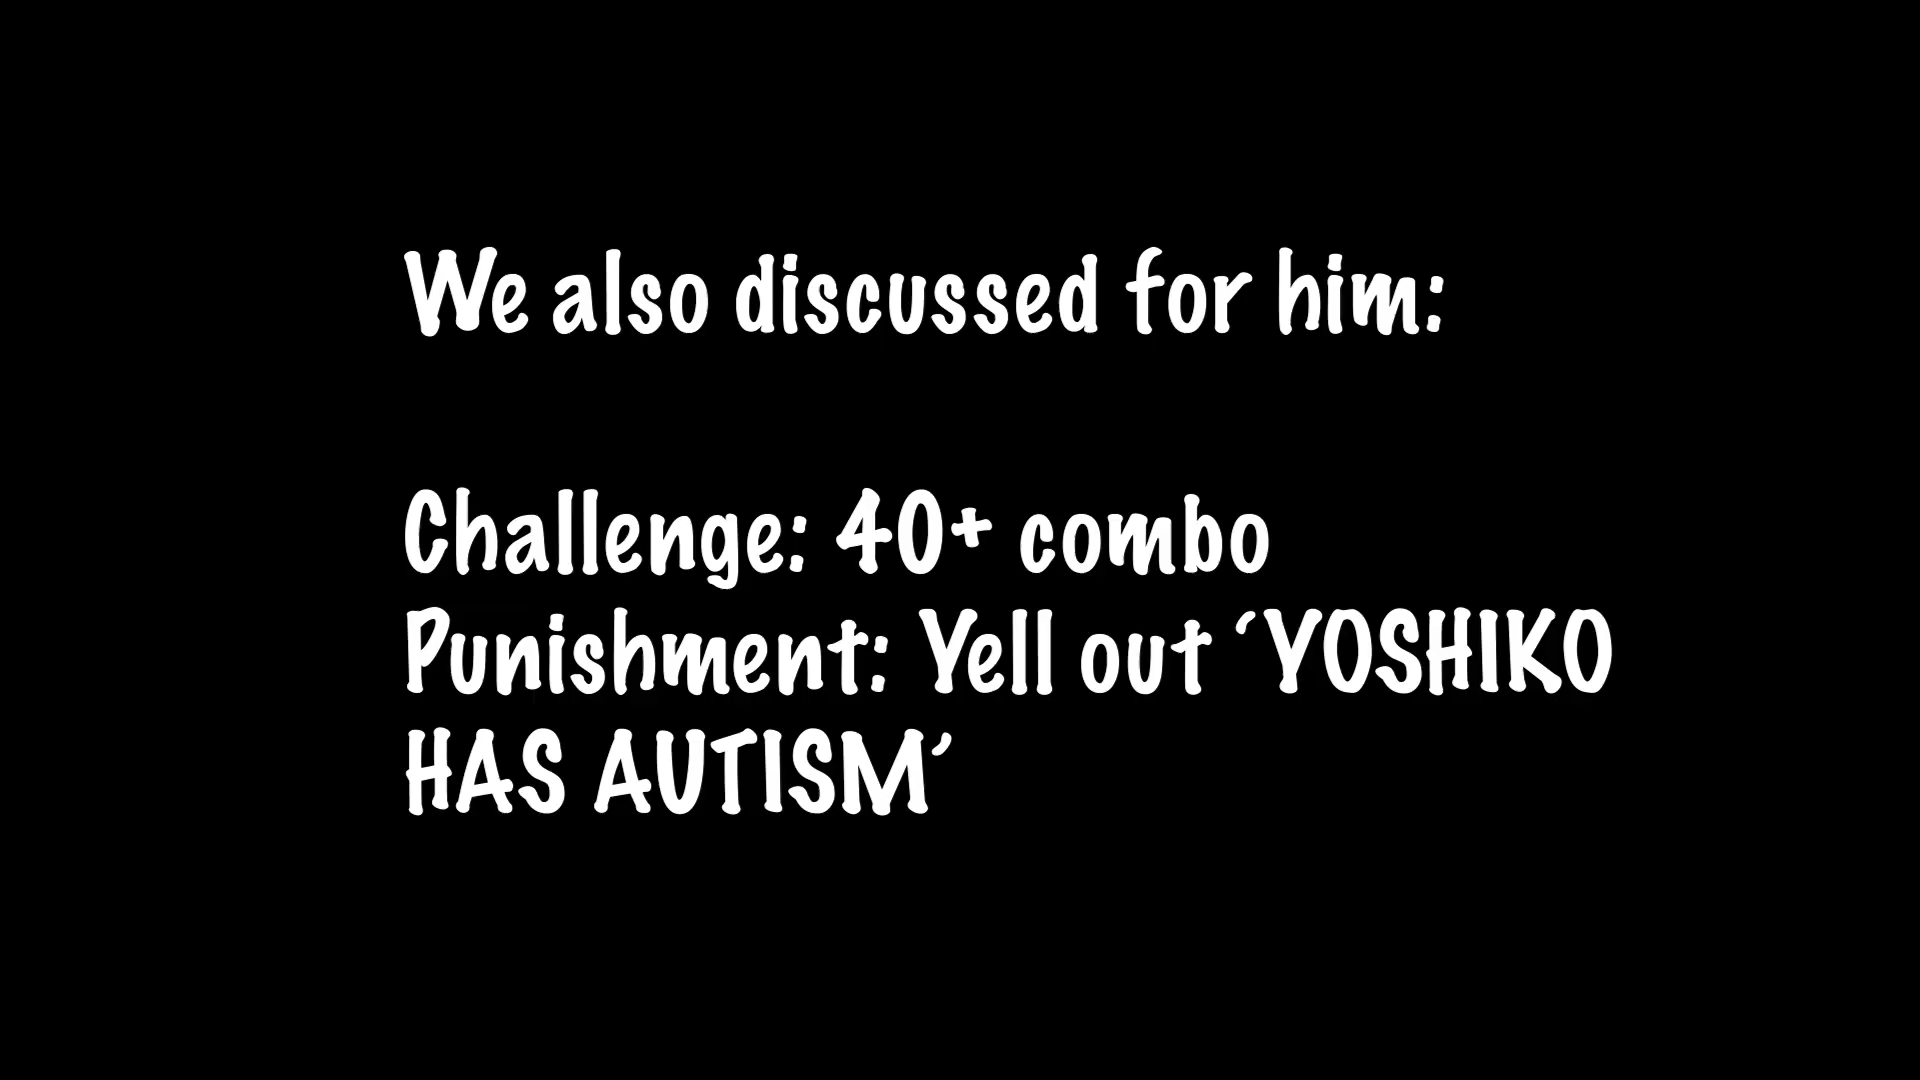 We also discussed for him:
Challenge: 40+ combo
Punishment: Yell out ‘YOSHIKO
HAS AUTISM’